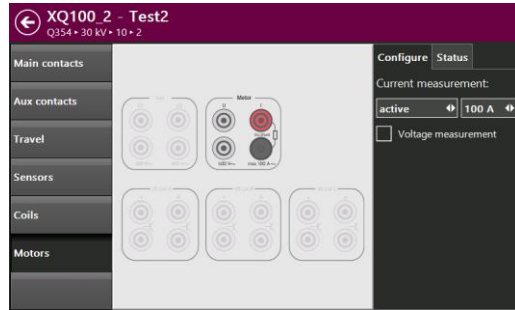 XQ100_2 - Test2
Q354 ▸ 30 kV ▸ 10 ▸ 2
Main contacts
Aux contacts
Travel
Sensors
Coils
Motors
Meter
U
I
max. 100 A
Configure Status
Current measurement:
active
100 A
Voltage measurement